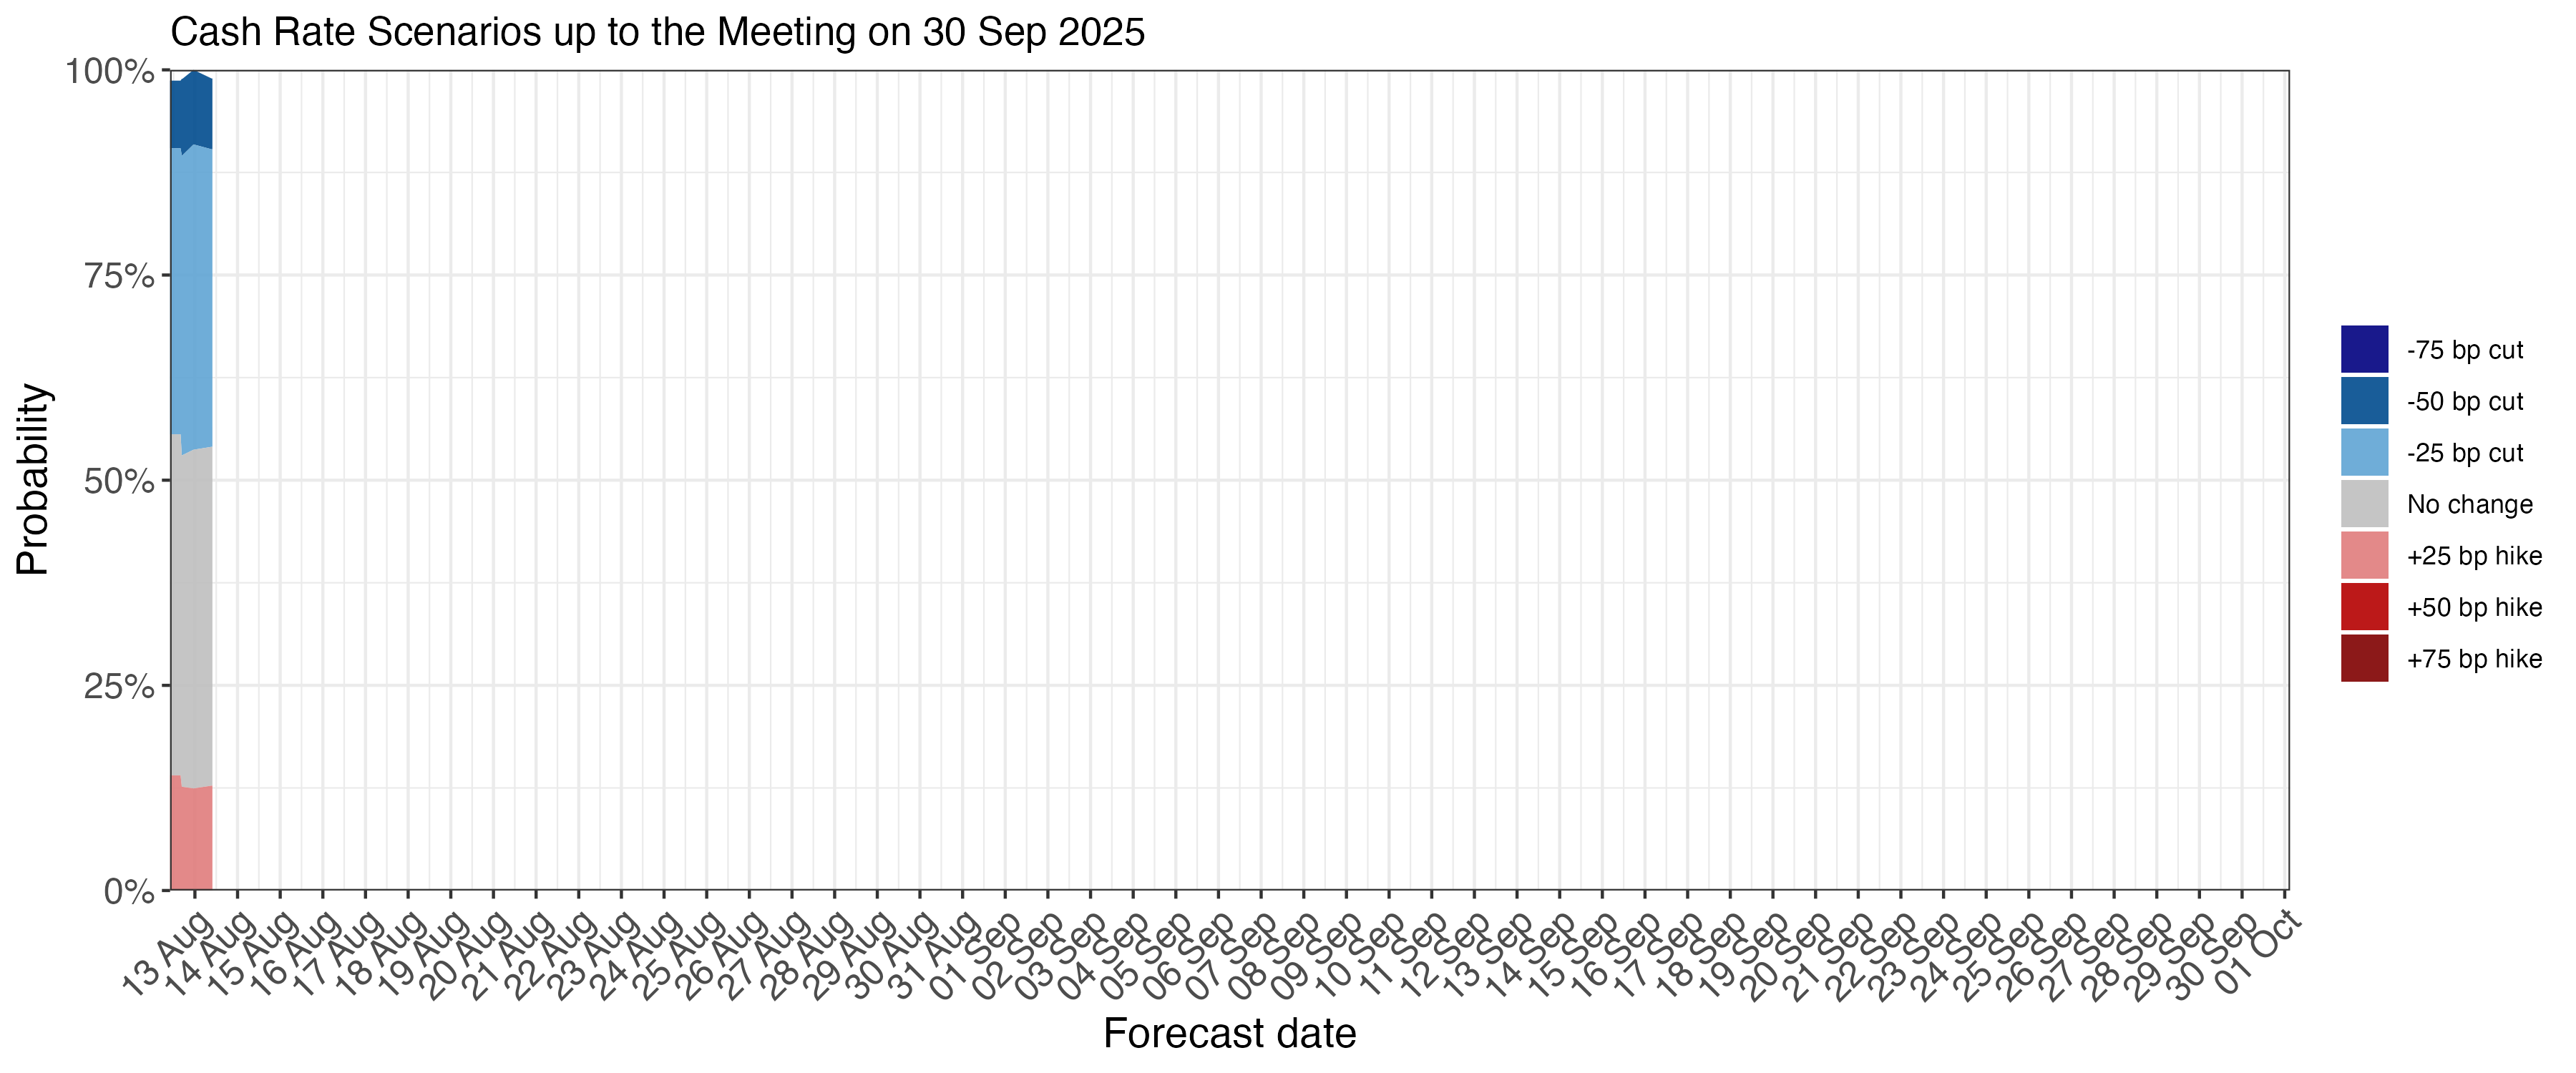 Cash Rate Scenarios up to the Meeting on 30 Sep 2025
100%
75%
50%
25%
0%
Probability
13 Aug
14 Aug
15 Aug
16 Aug
17 Aug
18 Aug
19 Aug
20 Aug
21 Aug
22 Aug
23 Aug
24 Aug
25 Aug
26 Aug
27 Aug
28 Aug
29 Aug
30 Aug
31 Aug
01 Sep
02 Sep
03 Sep
04 Sep
05 Sep
06 Sep
07 Sep
08 Sep
09 Sep
10 Sep
11 Sep
12 Sep
13 Sep
14 Sep
15 Sep
16 Sep
17 Sep
18 Sep
19 Sep
20 Sep
21 Sep
22 Sep
23 Sep
24 Sep
25 Sep
26 Sep
27 Sep
28 Sep
29 Sep
30 Sep
01 Oct
Forecast date
-75 bp cut
-50 bp cut
-25 bp cut
No change
+25 bp hike
+50 bp hike
+75 bp hike